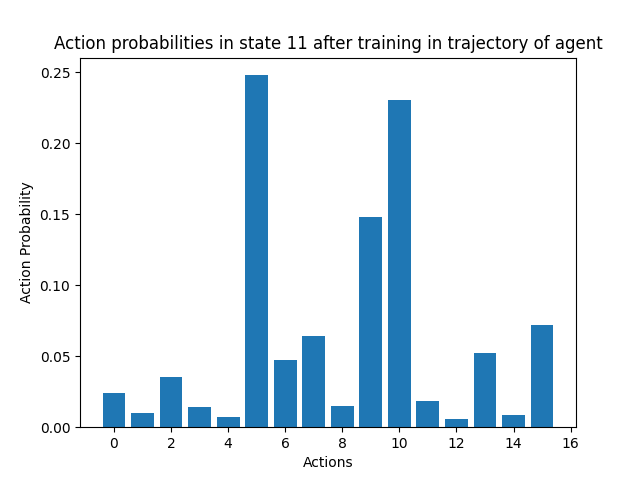 Action probabilities in state 11 after training in trajectory of agent
0.25
0.20
0.15
0.10
0.05
0.00
Action Probability
0 2 4 6 8 10 12 14 16
Actions